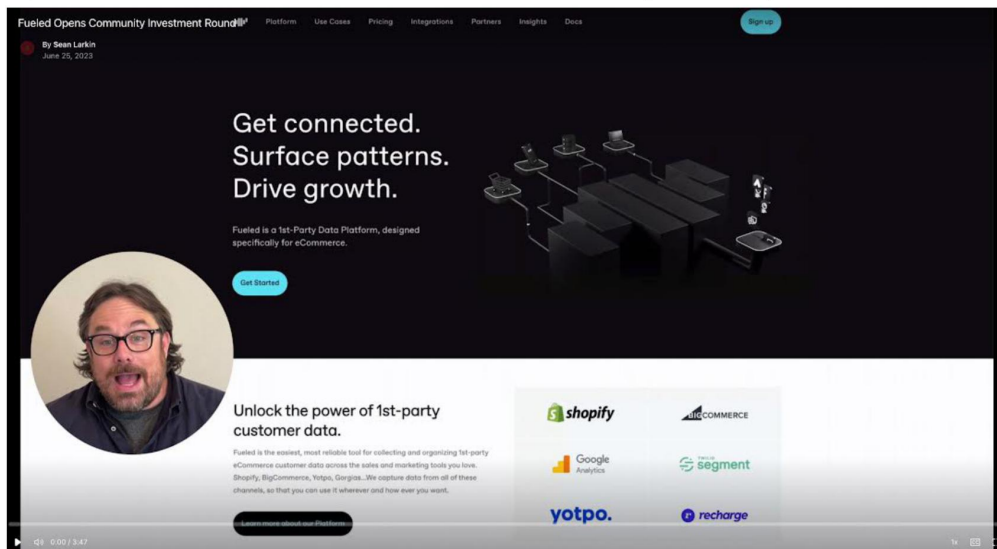 Fueled Opens Community Investment Round
Platform Use Cases Pricing Integrations Partners Insights Docs Sign up
By Sean Larkin
June 25, 2023
Get connected.
Surface patterns.
Drive growth.
Fueled is a 1st-Party Data Platform, designed
specifically for eCommerce.
Get Started
Unlock the power of 1st-party
customer data.
Fueled is the easiest, most reliable tool for collecting and organizing 1st-party
eCommerce customer data across the sales and marketing tools you love.
Shopify, BigCommerce, Yotpo, Gorgias...We capture data from all of these
channels, so that you can use it wherever and how ever you want.
Learn more about our Platform
shopify BIGCOMMERCE
Google Analytics twilio segment
yotpo. recharge
0:00 / 3:47 1x